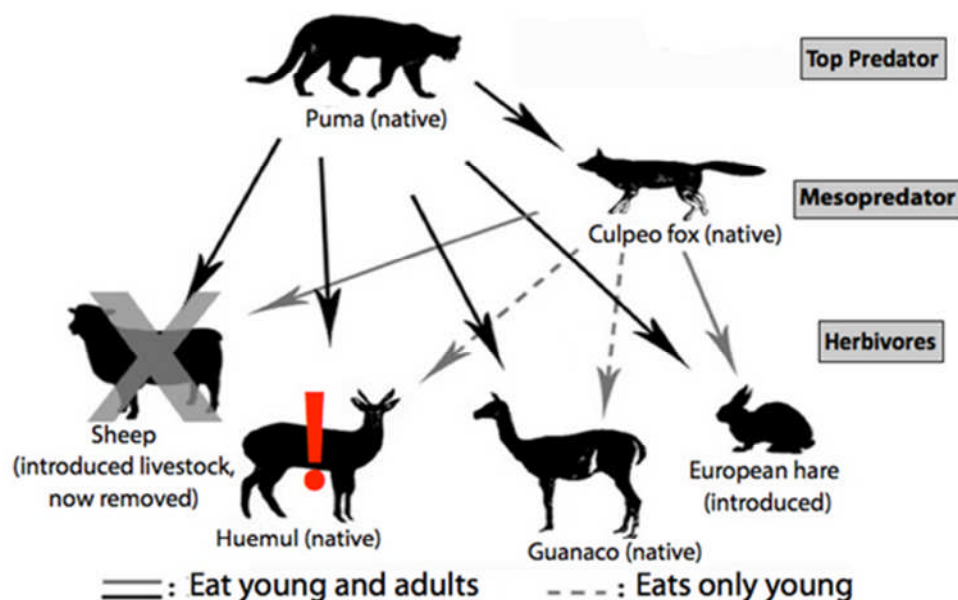 Top Predator
Puma (native)
Mesopredator
Culpeo fox (native)
Herbivores
Sheep
(introduced livestock,
now removed)
European hare
(introduced)
Huemul (native)
Guanaco (native)
: Eat young and adults
: Eats only young